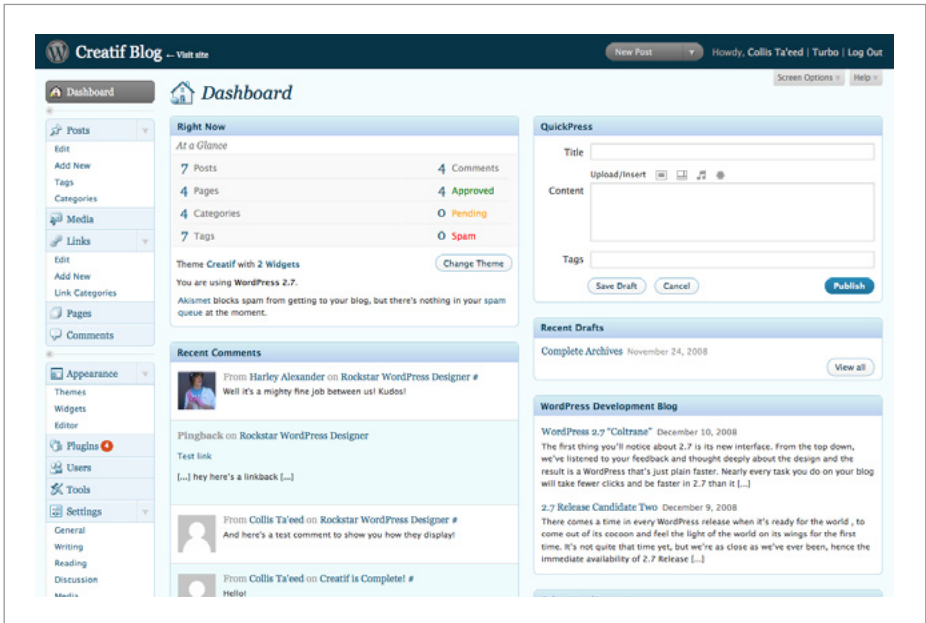 Creatif Blog ← Visit site
New Post
Howdy, Collis Ta'eed | Turbo | Log Out
Screen Options
Help
Dashboard
Posts
Edit
Add New
Tags
Categories
Media
Links
Edit
Add New
Link Categories
Pages
Comments
Appearance
Themes
Widgets
Editor
Plugins 4
Users
Tools
Settings
General
Writing
Reading
Discussion
Media
Dashboard
Right Now
At a Glance
7 Posts 4 Comments
4 Pages 4 Approved
4 Categories 0 Pending
7 Tags 0 Spam
Theme Creatif with 2 Widgets
Change Theme
You are using WordPress 2.7.
Akismet blocks spam from getting to your blog, but there's nothing in your spam
queue at the moment.
Recent Comments
From Harley Alexander on Rockstar WordPress Designer #
Well it's a mighty fine job between us! Kudos!
Pingback on Rockstar WordPress Designer
Test link
[...] hey here's a linkback [...]
From Collis Ta'eed on Rockstar WordPress Designer #
And here's a test comment to show you how they display!
From Collis Ta'eed on Creatif is Complete! #
Hello!
QuickPress
Title
Upload/Insert
Content
Tags
Save Draft
Cancel
Publish
Recent Drafts
Complete Archives November 24, 2008
View all
WordPress Development Blog
WordPress 2.7 “Coltrane” December 10, 2008
The first thing you'll notice about 2.7 is its new interface. From the top down,
we've listened to your feedback and thought deeply about the design and the
result is a WordPress that's just plain faster. Nearly every task you do on your blog
will take fewer clicks and be faster in 2.7 than it [...]
2.7 Release Candidate Two December 9, 2008
There comes a time in every WordPress release when it's ready for the world , to
come out of its cocoon and feel the light of the world on its wings for the first
time. It's not quite that time yet, but we're as close as we've ever been, hence the
immediate availability of 2.7 Release [...]